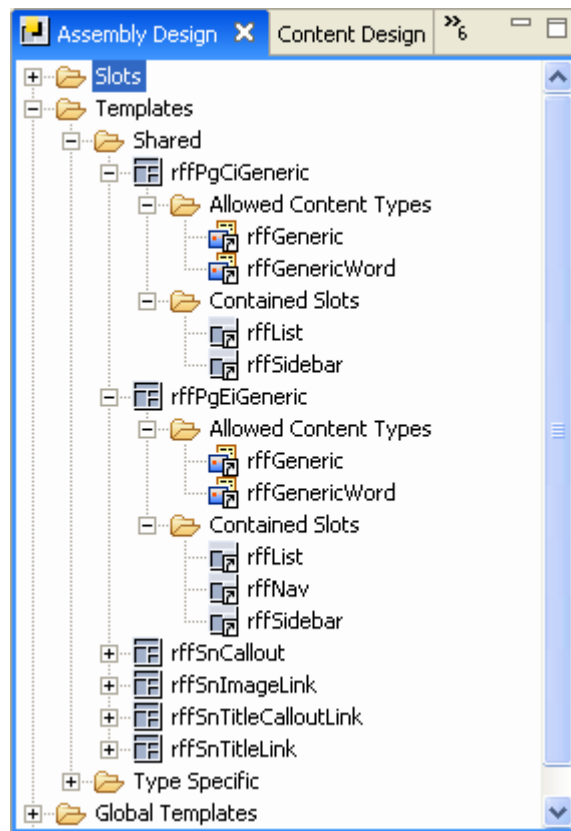 Assembly Design Content Design 6
Slots
Templates
Shared
rffPgCiGeneric
Allowed Content Types
rffGeneric
rffGenericWord
Contained Slots
rffList
rffSidebar
rffPgEiGeneric
Allowed Content Types
rffGeneric
rffGenericWord
Contained Slots
rffList
rffNav
rffSidebar
rffSnCallout
rffSnImageLink
rffSnTitleCalloutLink
rffSnTitleLink
Type Specific
Global Templates